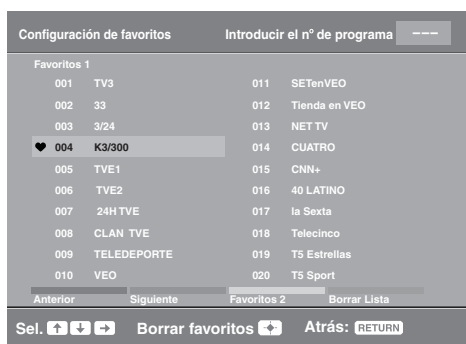 Configuración de favoritos Introducir el nº de programa ---
Favoritos 1
001 TV3 011 SETenVEO
002 33 012 Tienda en VEO
003 3/24 013 NET TV
004 K3/300 014 CUATRO
005 TVE1 015 CNN+
006 TVE2 016 40 LATINO
007 24H TVE 017 la Sexta
008 CLAN TVE 018 Telecinco
009 TELEDEPORTE 019 T5 Estrellas
010 VEO 020 T5 Sport
Anterior Siguiente Favoritos 2 Borrar Lista
Sel. Borrar favoritos Atrás: RETURN